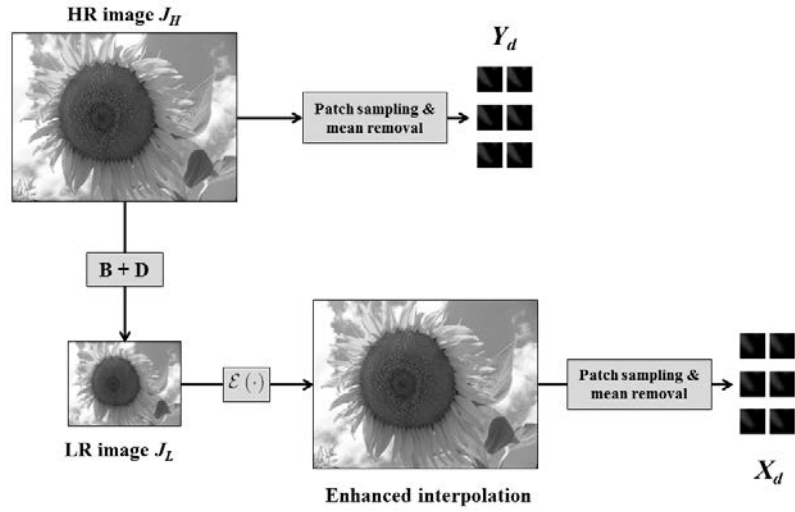 HR image J_H
Y_d
Patch sampling &
mean removal
B + D
ℰ (·)
Patch sampling &
mean removal
LR image J_L
X_d
Enhanced interpolation